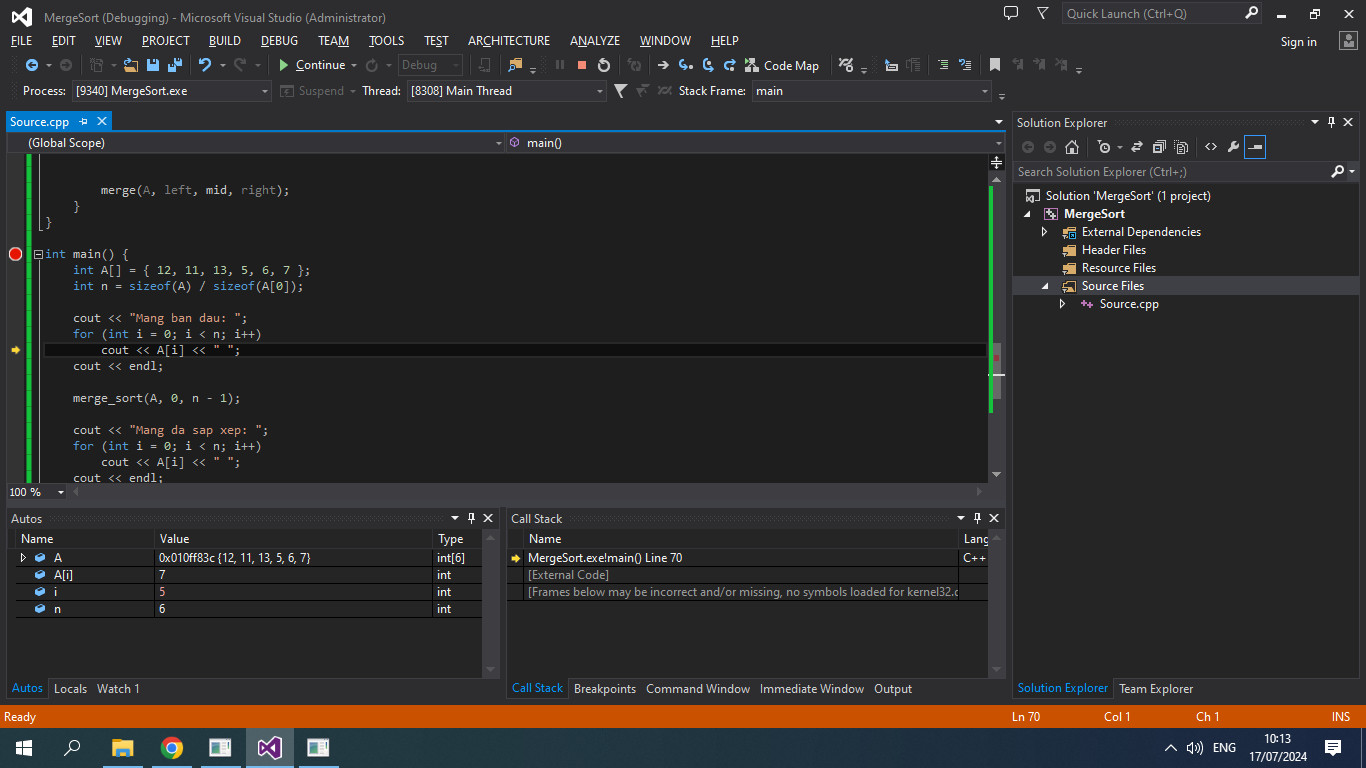 MergeSort (Debugging) - Microsoft Visual Studio (Administrator)
Quick Launch (Ctrl+Q)
FILE EDIT VIEW PROJECT BUILD DEBUG TEAM TOOLS TEST ARCHITECTURE ANALYZE WINDOW HELP
Sign in
Continue Debug Code Map
Process: [9340] MergeSort.exe Suspend Thread: [8308] Main Thread Stack Frame: main
Source.cpp
(Global Scope) main()
merge(A, left, mid, right);
}
}
int main() {
int A[] = { 12, 11, 13, 5, 6, 7 };
int n = sizeof(A) / sizeof(A[0]);
cout << "Mang ban dau: ";
for (int i = 0; i < n; i++)
cout << A[i] << " ";
cout << endl;
merge_sort(A, 0, n - 1);
cout << "Mang da sap xep: ";
for (int i = 0; i < n; i++)
cout << A[i] << " ";
cout << endl;
100 %
Solution Explorer
Search Solution Explorer (Ctrl+;)
Solution 'MergeSort' (1 project)
MergeSort
External Dependencies
Header Files
Resource Files
Source Files
Source.cpp
Autos
Name Value Type
A 0x010ff83c {12, 11, 13, 5, 6, 7} int[6]
A[i] 7 int
i 5 int
n 6 int
Autos Locals Watch 1
Call Stack
Name Lang
MergeSort.exe!main() Line 70 C++
[External Code]
[Frames below may be incorrect and/or missing, no symbols loaded for kernel32.d
Call Stack Breakpoints Command Window Immediate Window Output
Solution Explorer Team Explorer
Ready Ln 70 Col 1 Ch 1 INS
ENG
10:13
17/07/2024